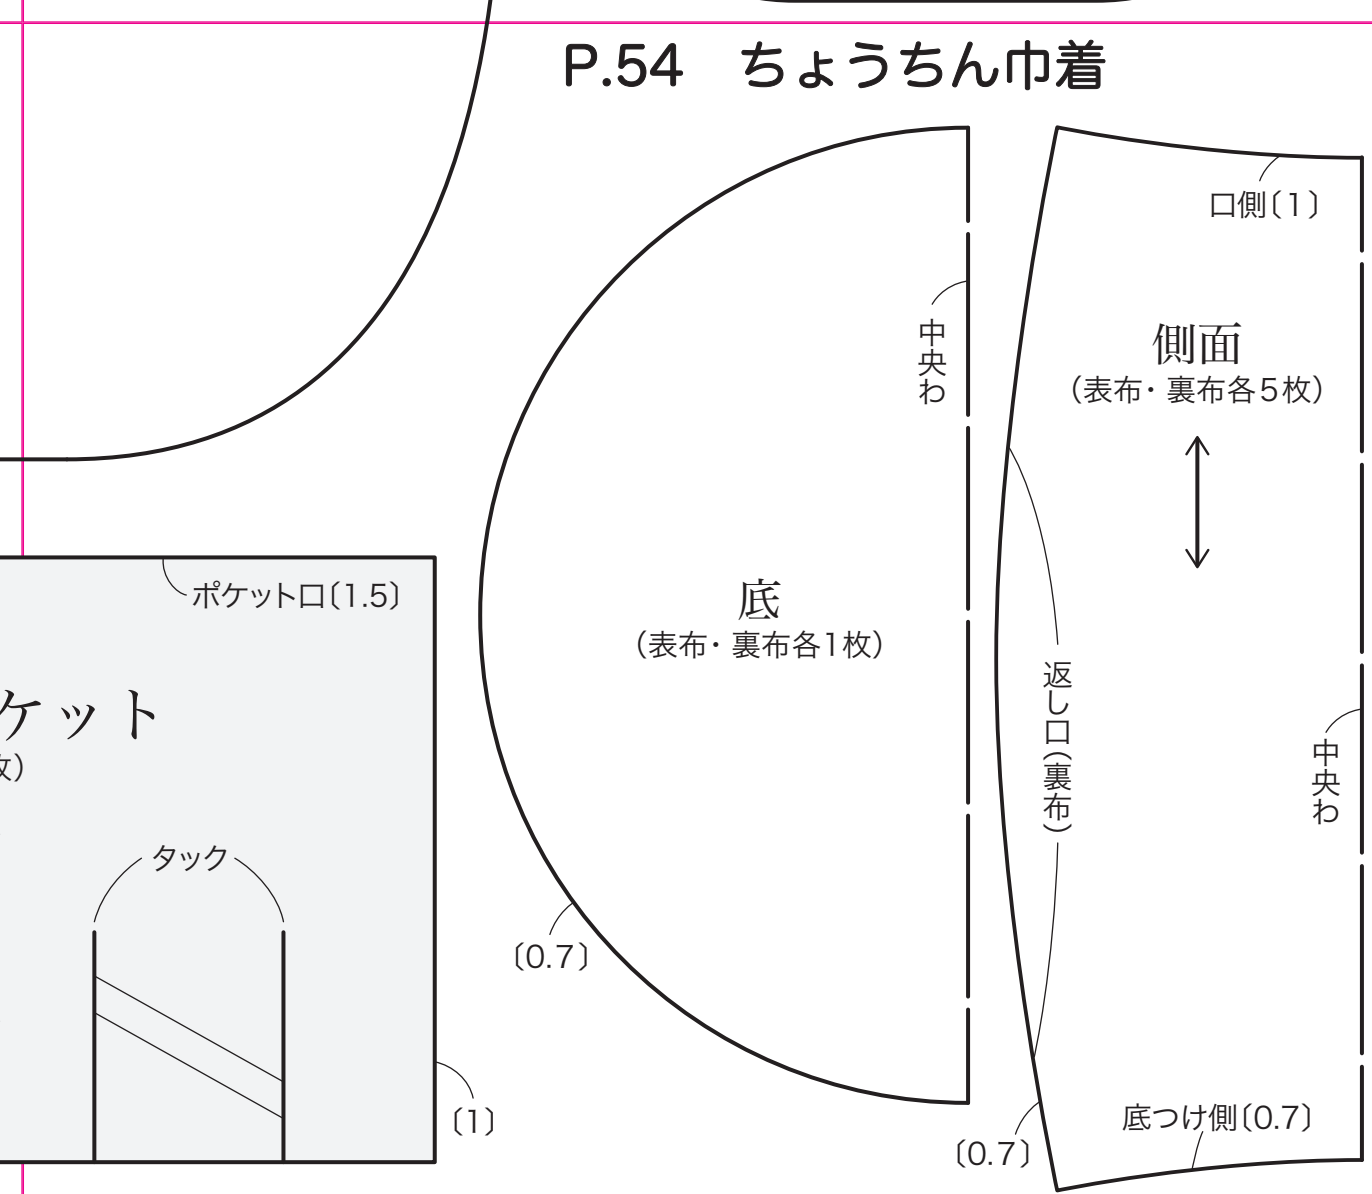 P.54 ちょうちん巾着
口側〔1〕
中央わ
側面
（表布・裏布各5枚）
底
（表布・裏布各1枚）
ポケット口〔1.5〕
ケット
枚）
返し口（裏布）
中央わ
タック
〔0.7〕
〔1〕
〔0.7〕
底つけ側〔0.7〕